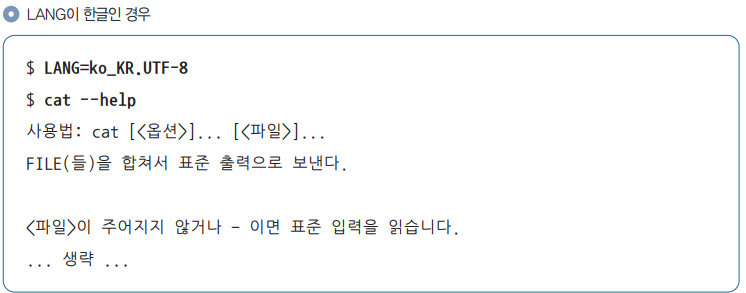 LANG이 한글인 경우
$ LANG=ko_KR.UTF-8
$ cat --help
사용법: cat [<옵션>]... [<파일>]...
FILE(들)을 합쳐서 표준 출력으로 보낸다.
<파일>이 주어지지 않거나 - 이면 표준 입력을 읽습니다.
... 생략 ...